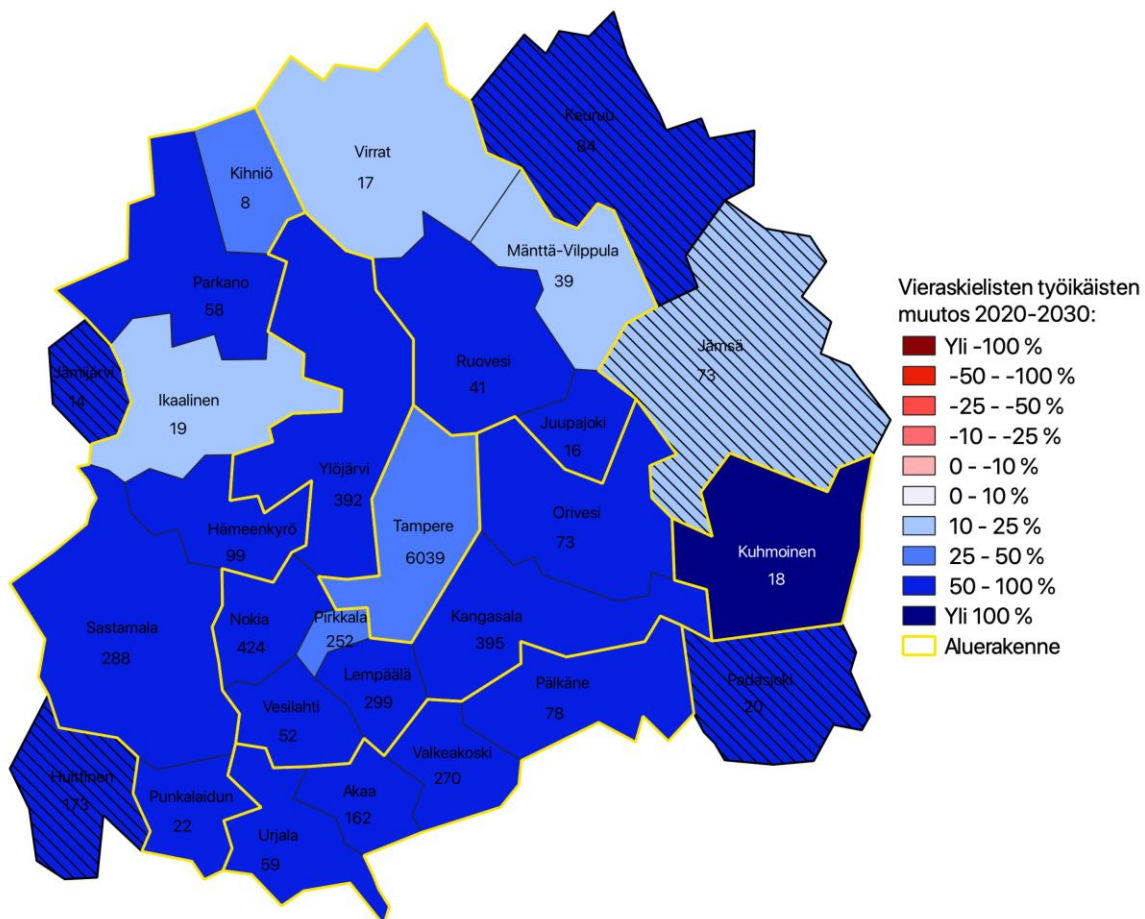 Keuruu
84
Virrat
17
Kihniö
8
Mänttä-Vilppula
39
Parkano
58
Jämsä
73
Ruovesi
41
Jämijärvi
14
Ikaalinen
19
Juupajoki
16
Ylöjärvi
392
Orivesi
73
Hämeenkyrö
99
Tampere
6039
Kuhmoinen
18
Sastamala
288
Nokia
424
Pirkkala
252
Kangasala
395
Lempäälä
299
Pälkäne
78
Padasjoki
20
Vesilahti
52
Valkeakoski
270
Huittinen
173
Punkalaidun
22
Akaa
162
Urjala
59
Vieraskielisten työikäisten
muutos 2020-2030:
Yli -100 %
-50 - -100 %
-25 - -50 %
-10 - -25 %
0 - -10 %
0 - 10 %
10 - 25 %
25 - 50 %
50 - 100 %
Yli 100 %
Aluerakenne